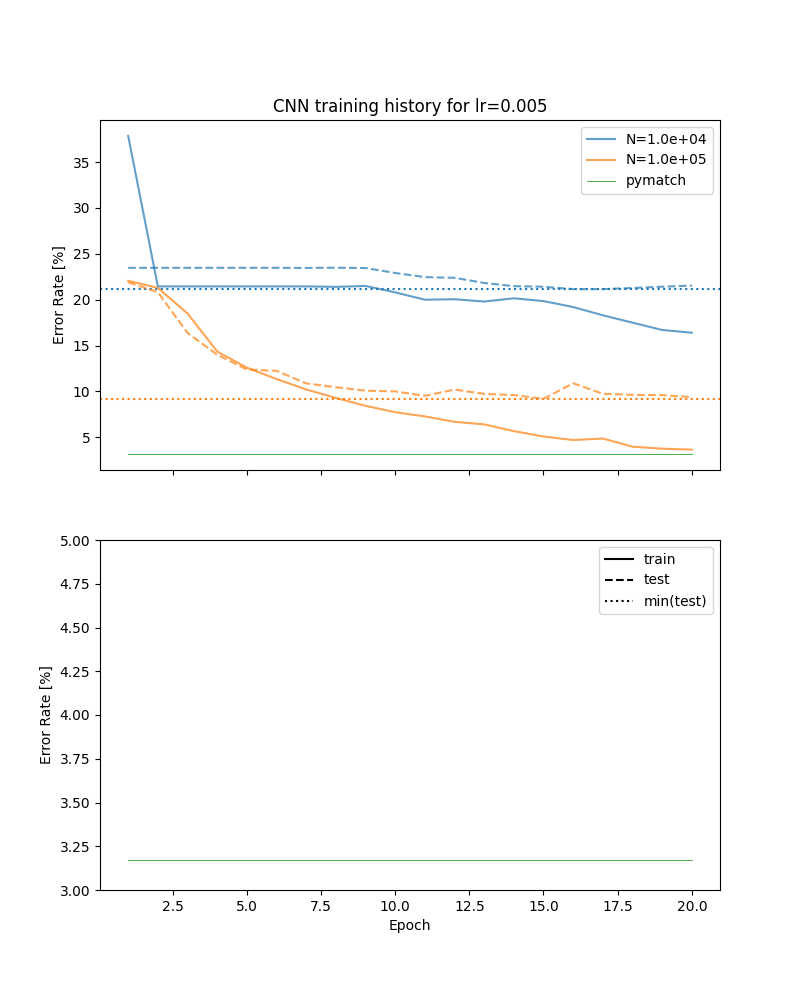 CNN training history for lr=0.005
Error Rate [%]
35
30
25
20
15
10
5
N=1.0e+04
N=1.0e+05
pymatch
Error Rate [%]
5.00
4.75
4.50
4.25
4.00
3.75
3.50
3.25
3.00
train
test
min(test)
2.5 5.0 7.5 10.0 12.5 15.0 17.5 20.0
Epoch